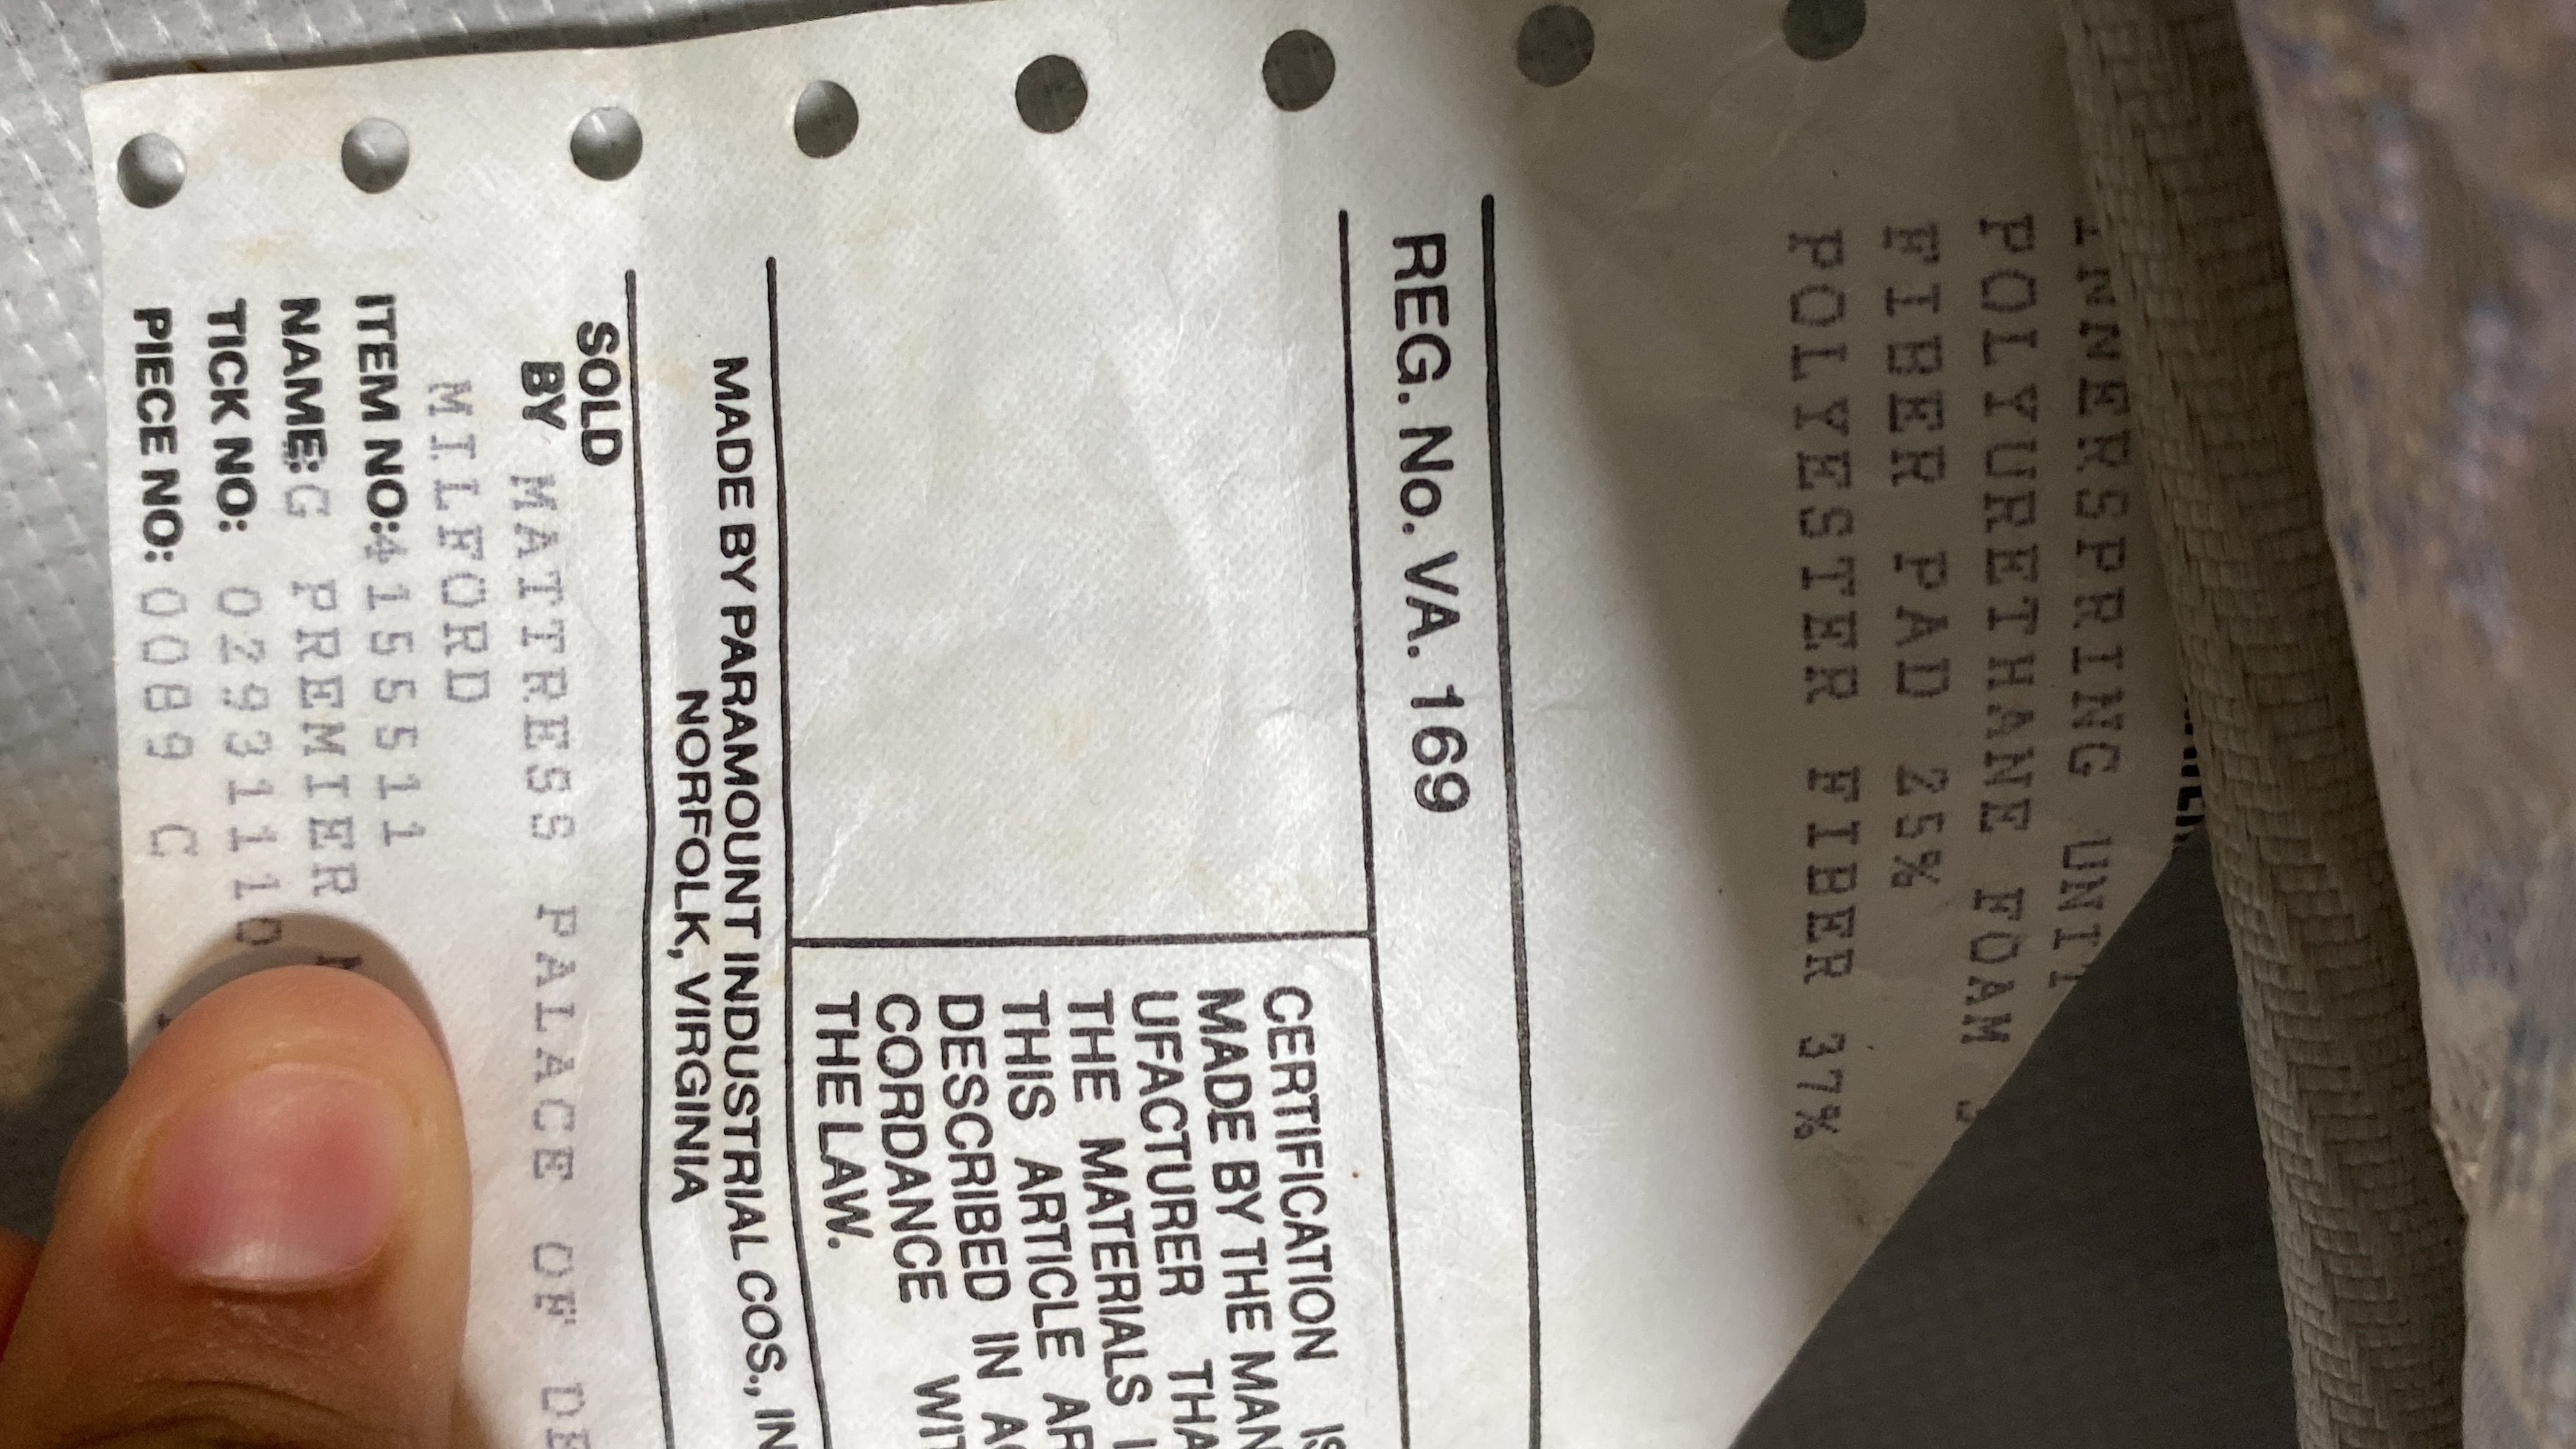 INNERSPRING UNIT
POLYURETHANE FOAM
FIBER PAD 25%
POLYESTER FIBER 37%
REG. No. VA. 169
CERTIFICATION IS
MADE BY THE MAN
UFACTURER THA
THE MATERIALS I
THIS ARTICLE AR
DESCRIBED IN AC
CORDANCE WIT
THE LAW.
MADE BY PARAMOUNT INDUSTRIAL COS., IN
NORFOLK, VIRGINIA
SOLD
BY MATTRESS PALACE OF DE
MILFORD
ITEM NO:4155511
NAME:G PREMIER
TICK NO: 029311110
PIECE NO: 0089 C